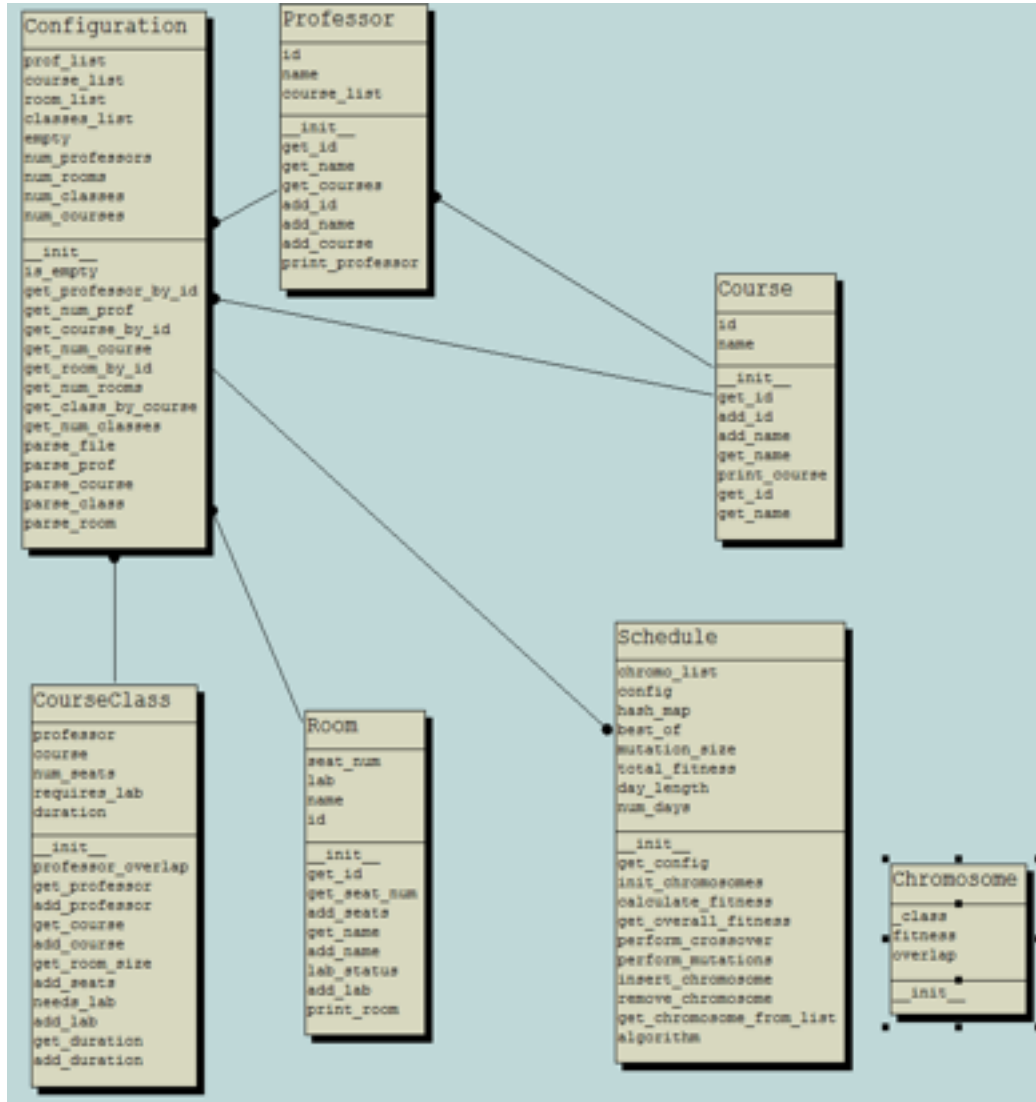 Configuration
prof_list
course_list
room_list
classes_list
empty
num_professors
num_rooms
num_classes
num_courses
__init__
is_empty
get_professor_by_id
get_num_prof
get_course_by_id
get_num_course
get_room_by_id
get_num_rooms
get_class_by_course
get_num_classes
parse_file
parse_prof
parse_course
parse_class
parse_room
Professor
id
name
course_list
__init__
get_id
get_name
get_courses
add_id
add_name
add_course
print_professor
Course
id
name
__init__
get_id
add_id
add_name
get_name
print_course
get_id
get_name
CourseClass
professor
course
num_seats
requires_lab
duration
__init__
professor_overlap
get_professor
add_professor
get_course
add_course
get_room_size
add_seats
needs_lab
add_lab
get_duration
add_duration
Room
seat_num
lab
name
id
__init__
get_id
get_seat_num
add_seats
get_name
add_name
lab_status
add_lab
print_room
Schedule
chromo_list
config
hash_map
best_of
mutation_size
total_fitness
day_length
num_days
__init__
get_config
init_chromosomes
calculate_fitness
get_overall_fitness
perform_crossover
perform_mutations
insert_chromosome
remove_chromosome
get_chromosome_from_list
algorithm
Chromosome
_class
fitness
overlap
__init__